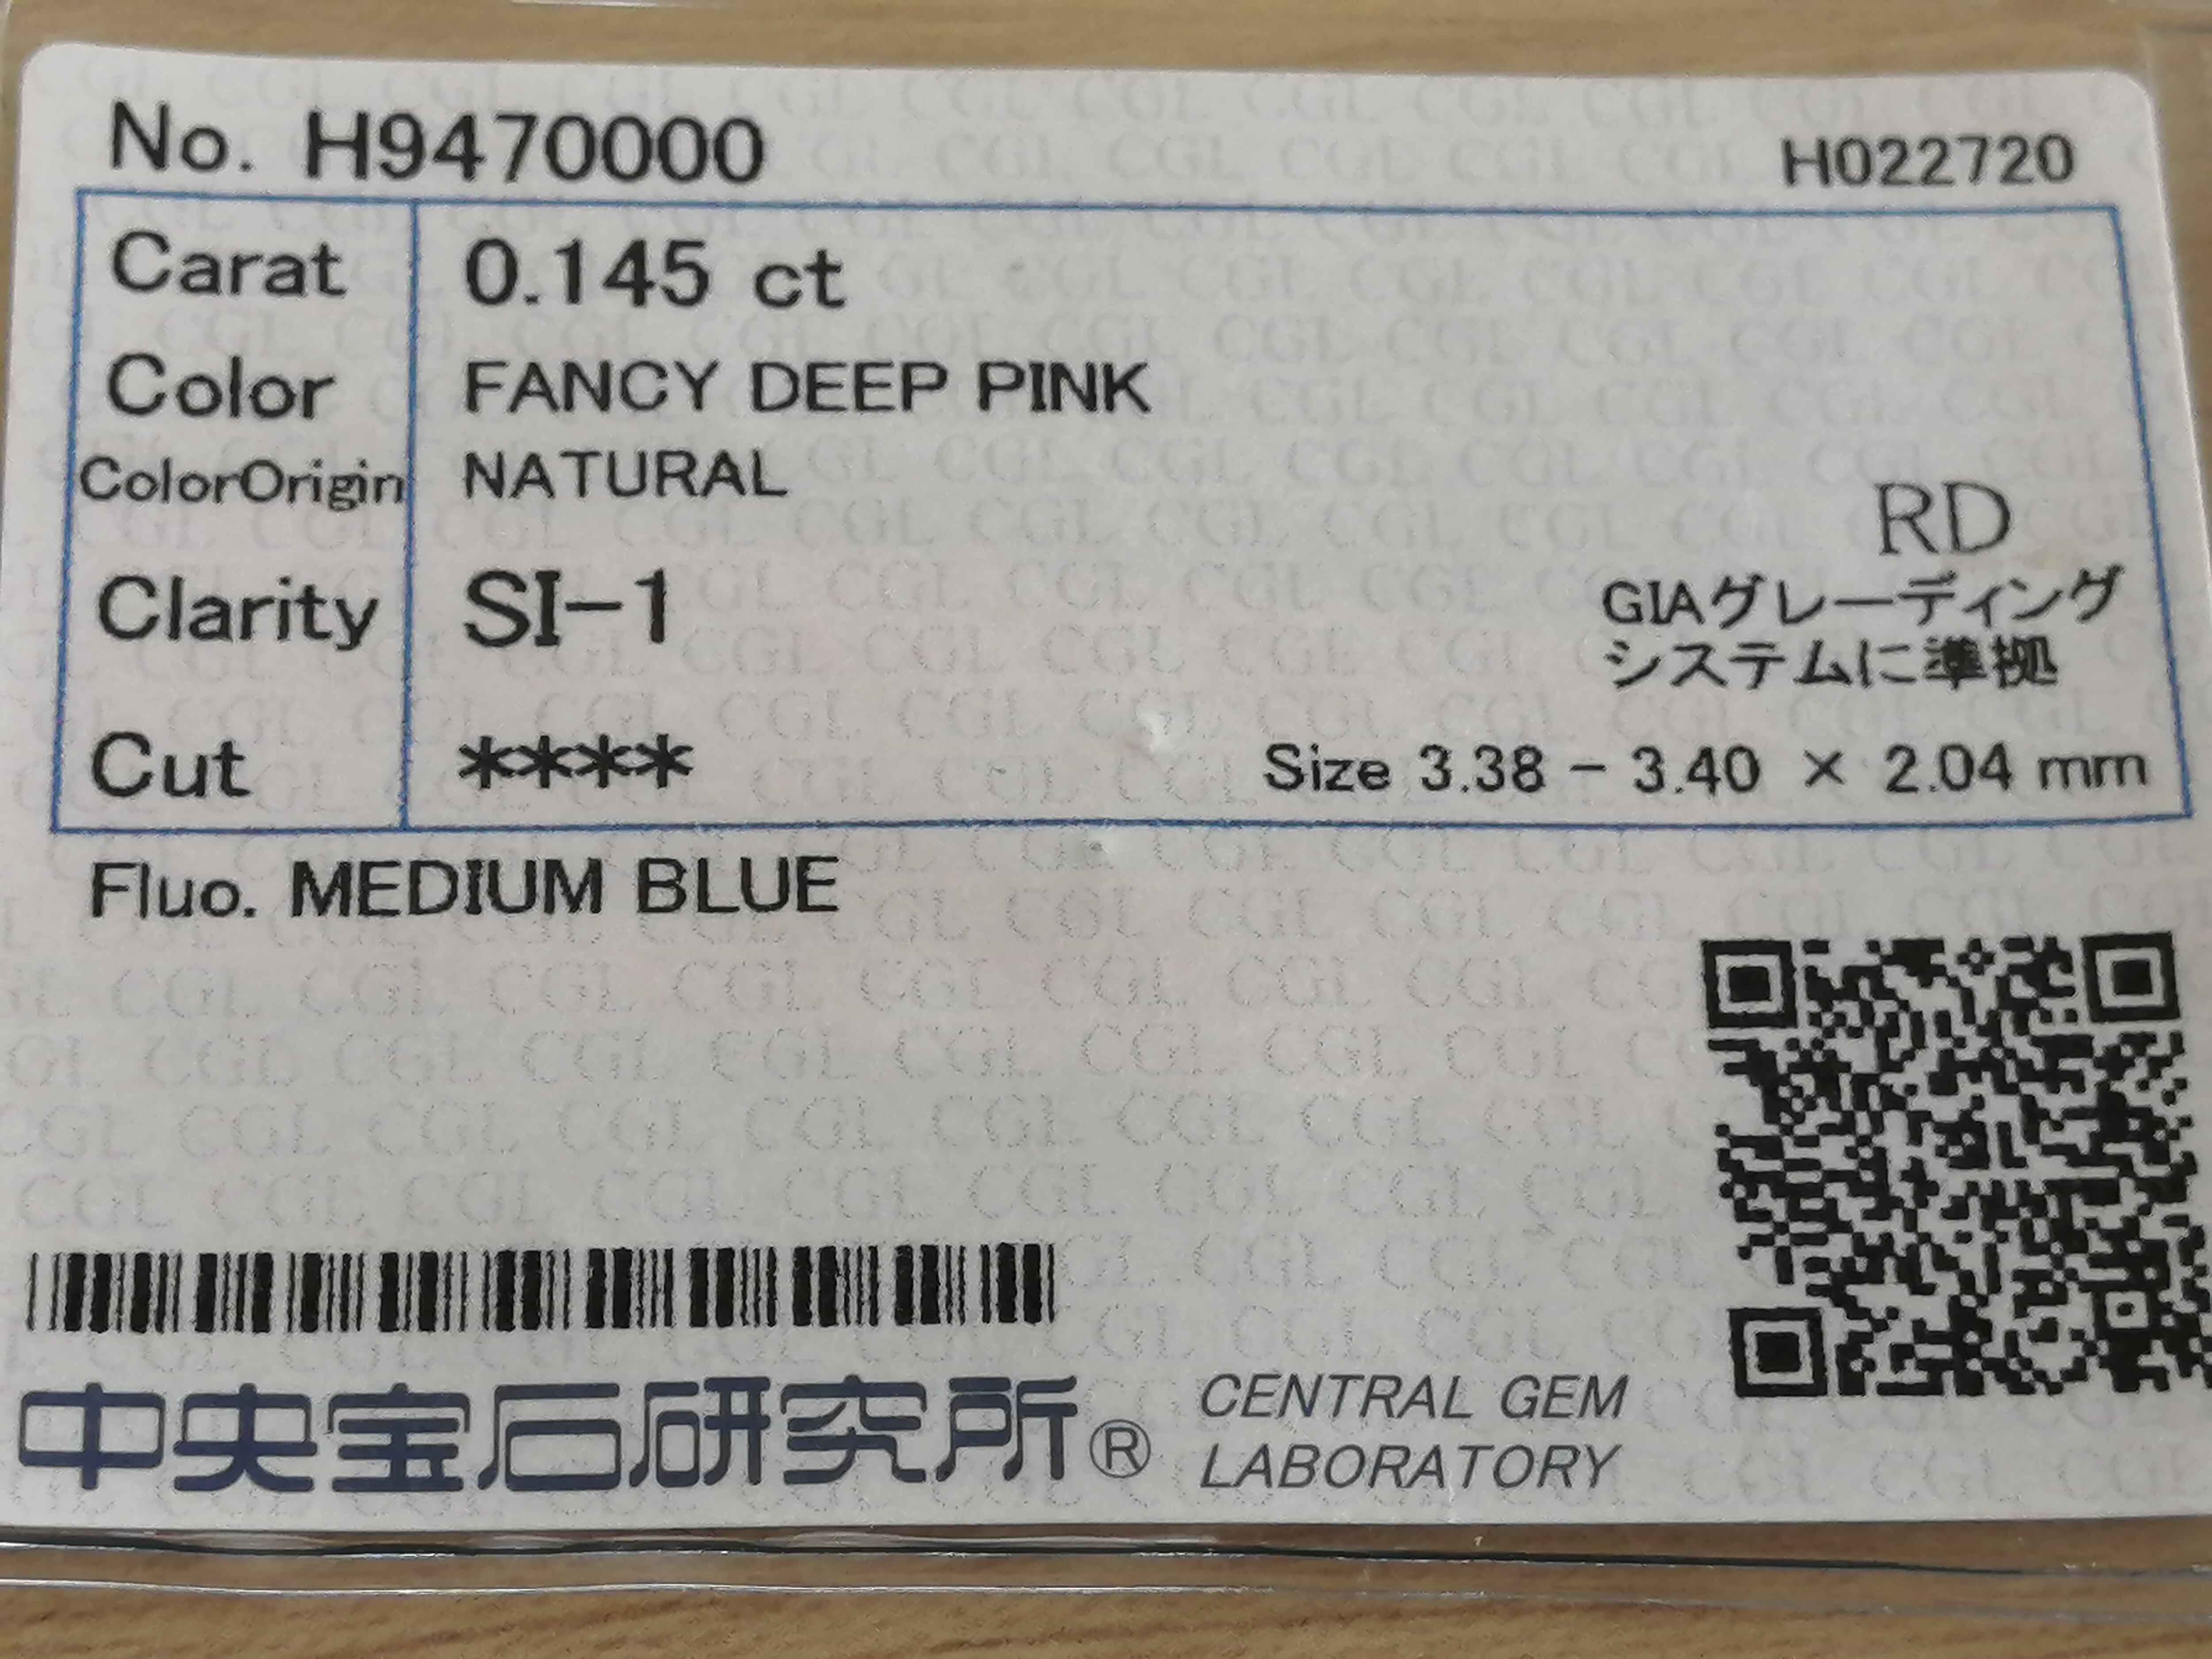 No. H9470000 H022720
Carat 0.145 ct
Color FANCY DEEP PINK
ColorOrigin NATURAL
RD
Clarity SI-1
GIAグレーディング
システムに準拠
Cut **** Size 3.38 - 3.40 × 2.04 mm
Fluo. MEDIUM BLUE
中央宝石研究所® CENTRAL GEM
LABORATORY